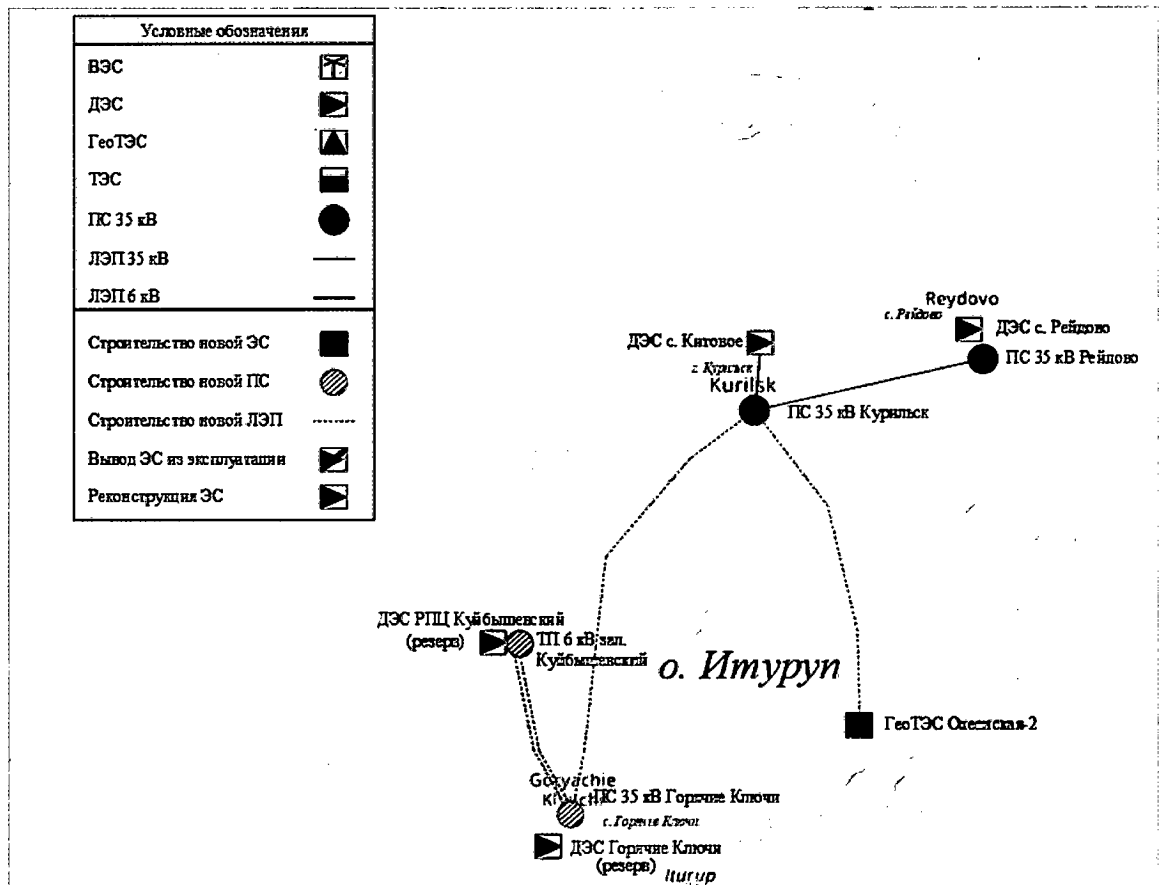 Условные обозначения
ВЭС
ДЭС
ГеоТЭС
ТЭС
ПС 35 кВ
ЛЭП 35 кВ
ЛЭП 6 кВ
Строительство новой ЭС
Строительство новой ПС
Строительство новой ЛЭП
Вывод ЭС из эксплуатации
Реконструкция ЭС
Reydovo
с. Рейдово
ДЭС с. Рейдово
ПС 35 кВ Рейдово
ДЭС с. Китовое
г. Курильск
Kurilsk
ПС 35 кВ Курильск
ДЭС РПЦ Куйбышевский
(резерв)
ТП 6 кВ зал.
Куйбышевский
о. Итуруп
ГеоТЭС Океанская-2
Goryachie
Klyuchi
ПС 35 кВ Горячие Ключи
с. Горячие Ключи
ДЭС Горячие Ключи
(резерв)
Iturup